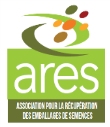 ares
ASSOCIATION POUR LA RÉCUPÉRATION
DES EMBALLAGES DE SEMENCES